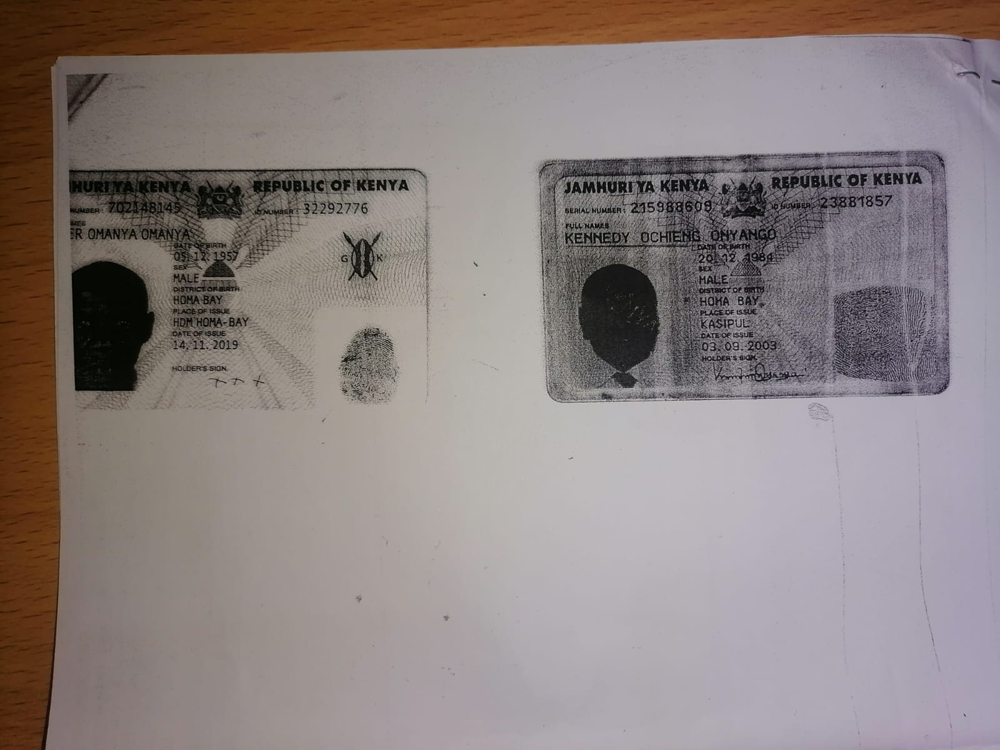 HURI YA KENYA REPUBLIC OF KENYA
NUMBER: 702148145 ID NUMBER: 32292776
MES
ER OMANYA OMANYA
DATE OF BIRTH
05.12.1957
SEX
MALE
DISTRICT OF BIRTH
HOMA BAY
PLACE OF ISSUE
HDM HOMA-BAY
DATE OF ISSUE
14.11.2019
HOLDER'S SIGN.
G K
JAMHURI YA KENYA REPUBLIC OF KENYA
SERIAL NUMBER: 215988609 ID NUMBER: 23881857
FULL NAMES
KENNEDY OCHIENG ONYANGO
DATE OF BIRTH
20.12.1984
SEX
MALE
DISTRICT OF BIRTH
HOMA BAY
PLACE OF ISSUE
KASIPUL
DATE OF ISSUE
03.09.2003
HOLDER'S SIGN.